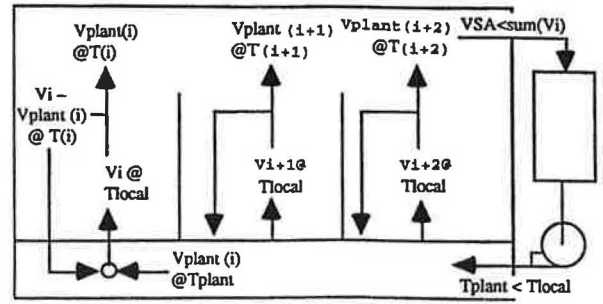 Vplant(i)
@T(i)
Vplant (i+1)
@T(i+1)
Vplant(i+2)
@T(i+2)
VSA<sum(Vi)
Vi –
Vplant (i)
@ T(i)
Vi @
Tlocal
Vi+1@
Tlocal
Vi+2@
Tlocal
Vplant (i)
@Tplant
Tplant < Tlocal